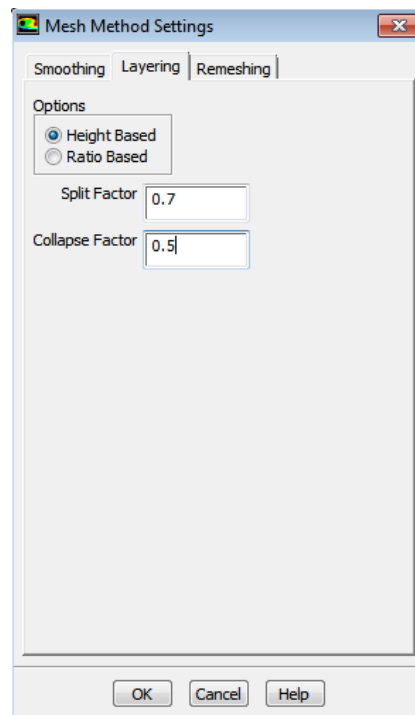 Mesh Method Settings
Smoothing Layering Remeshing
Options
Height Based
Ratio Based
Split Factor 0.7
Collapse Factor 0.5
OK Cancel Help